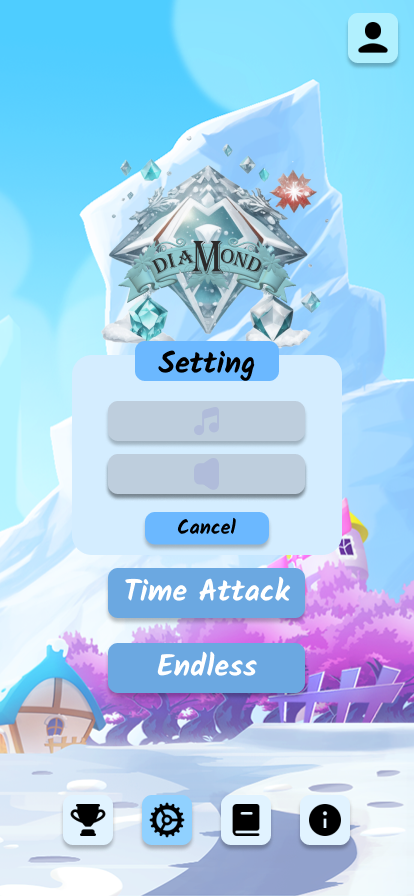 DIAMOND
Setting
Cancel
Time Attack
Endless